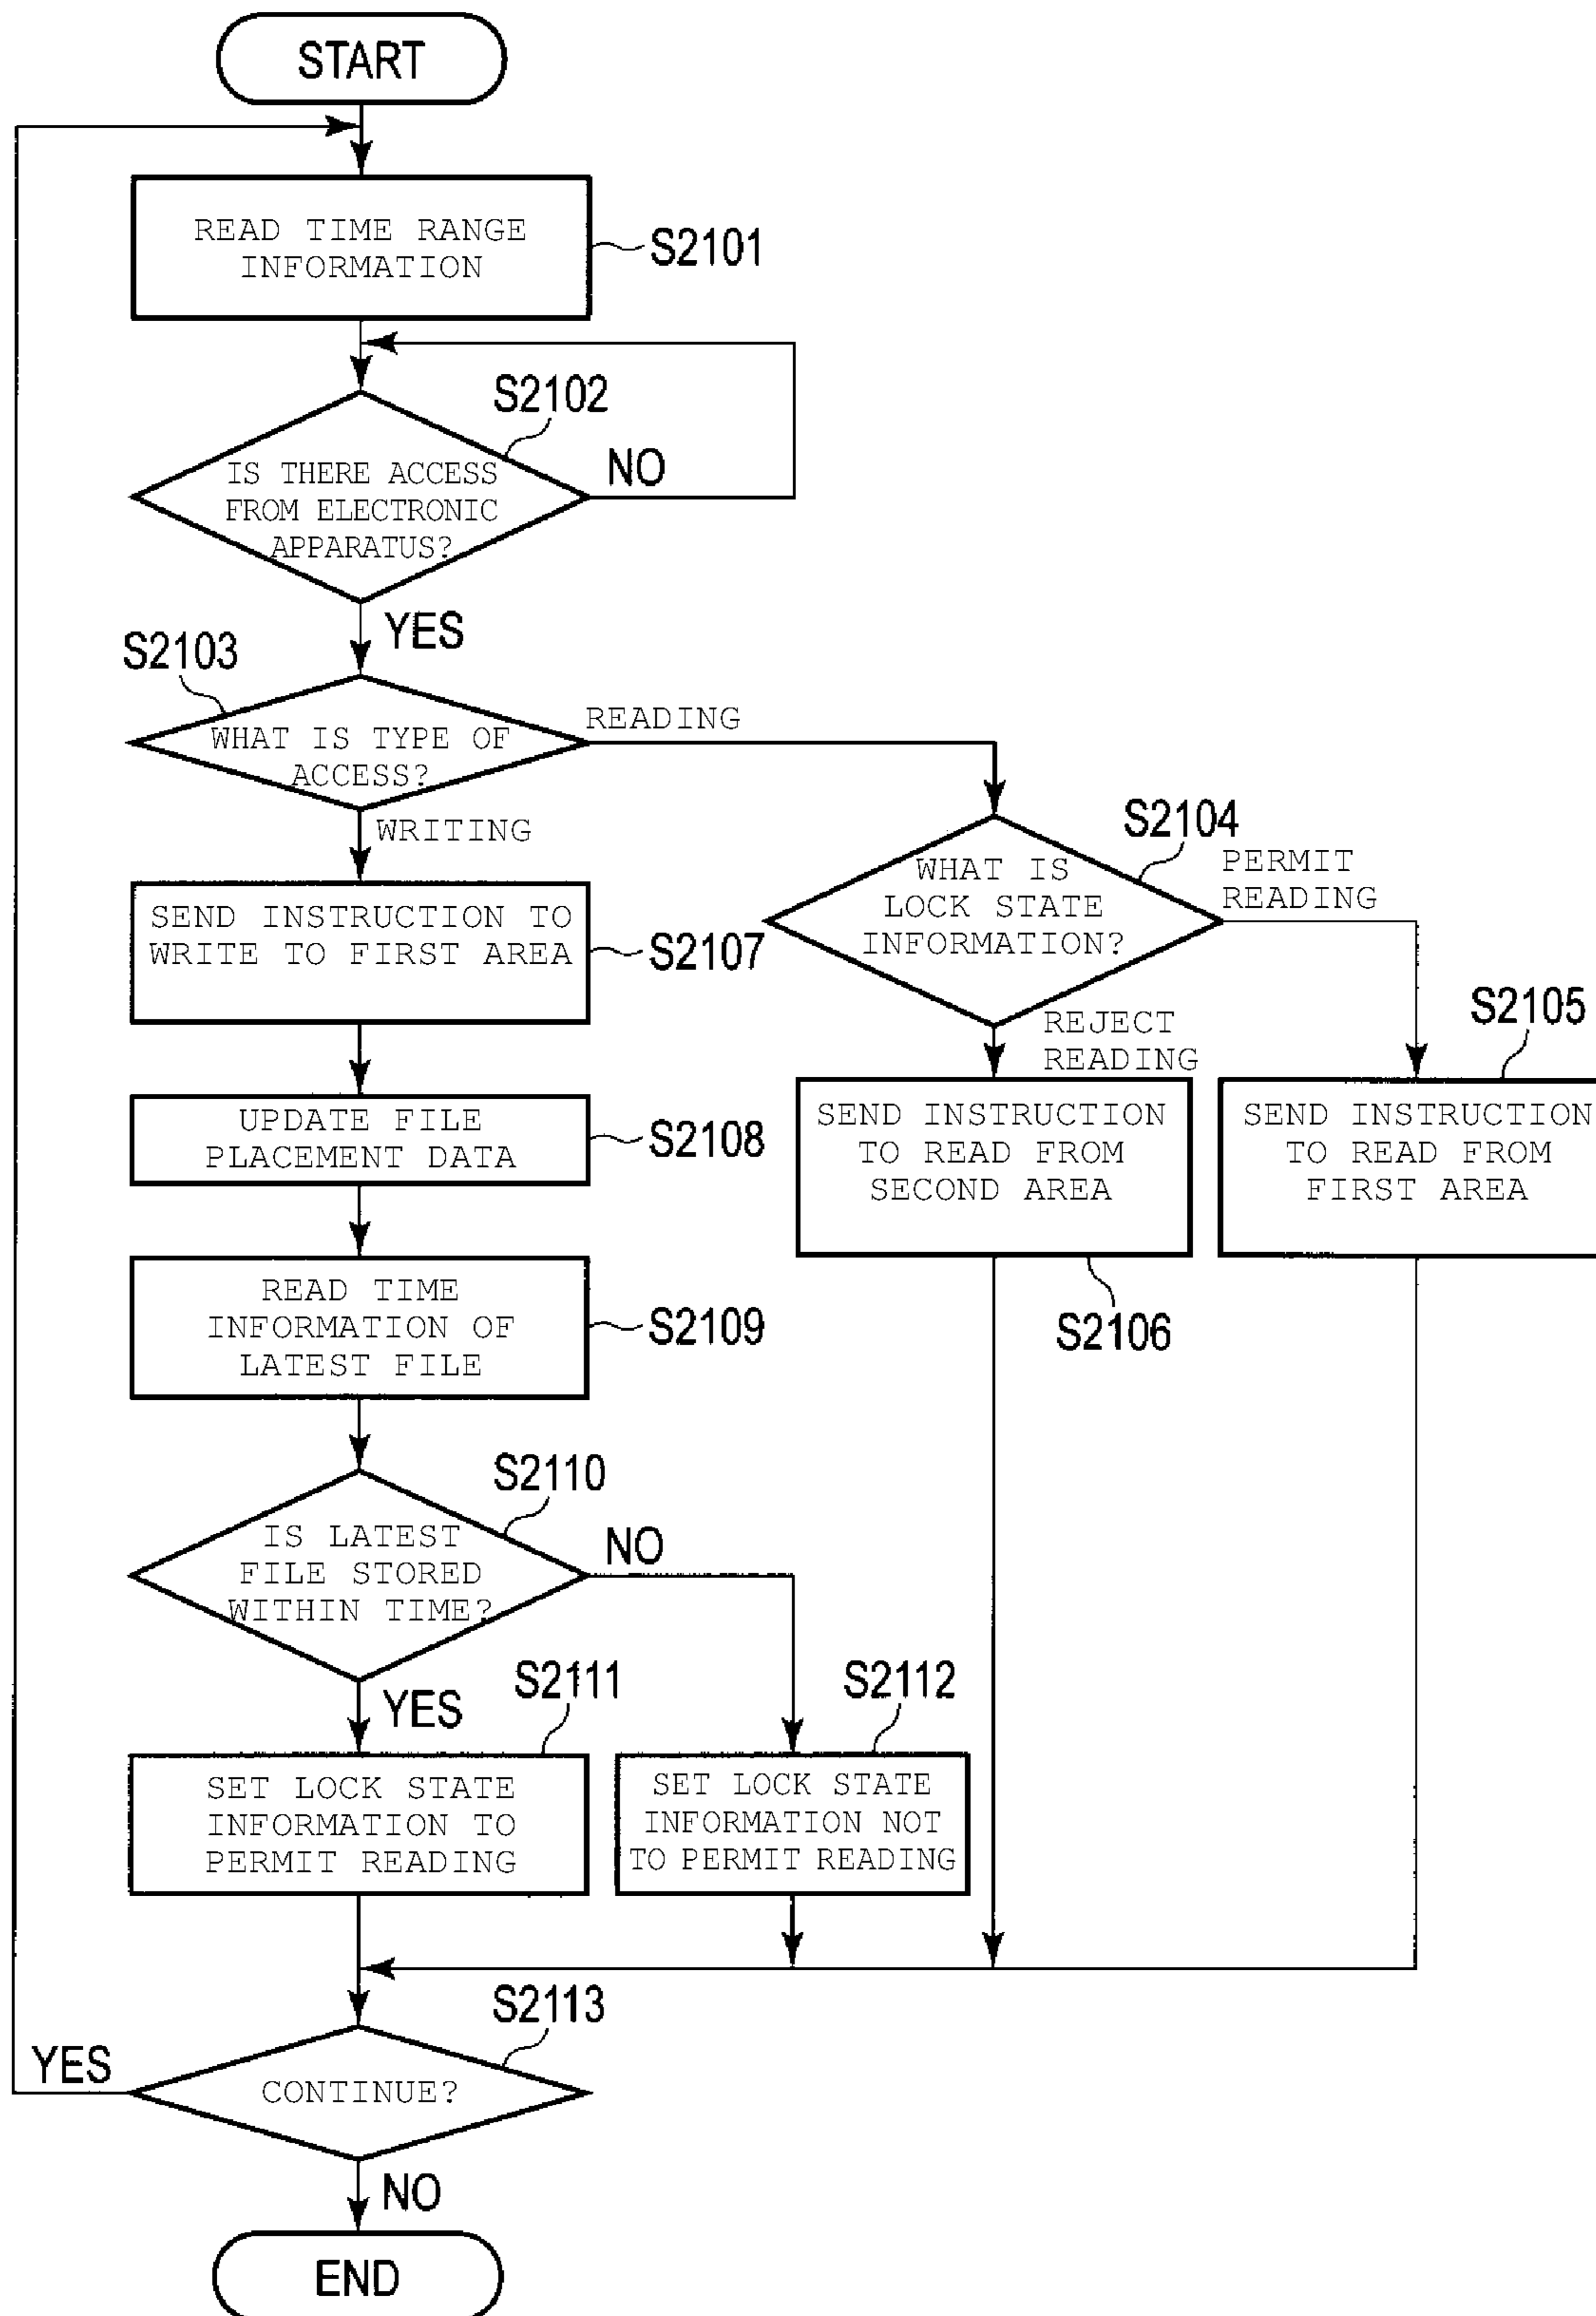 START
READ TIME RANGE
INFORMATION
S2101
S2102
IS THERE ACCESS
FROM ELECTRONIC
APPARATUS?
NO
YES
S2103
WHAT IS TYPE OF
ACCESS?
READING
WRITING
S2104
WHAT IS
LOCK STATE
INFORMATION?
PERMIT
READING
REJECT
READING
S2105
SEND INSTRUCTION
TO READ FROM
FIRST AREA
SEND INSTRUCTION
TO READ FROM
SECOND AREA
S2106
SEND INSTRUCTION TO
WRITE TO FIRST AREA
S2107
UPDATE FILE
PLACEMENT DATA
S2108
READ TIME
INFORMATION OF
LATEST FILE
S2109
S2110
IS LATEST
FILE STORED
WITHIN TIME?
NO
YES
S2111
SET LOCK STATE
INFORMATION TO
PERMIT READING
S2112
SET LOCK STATE
INFORMATION NOT
TO PERMIT READING
S2113
CONTINUE?
YES
NO
END